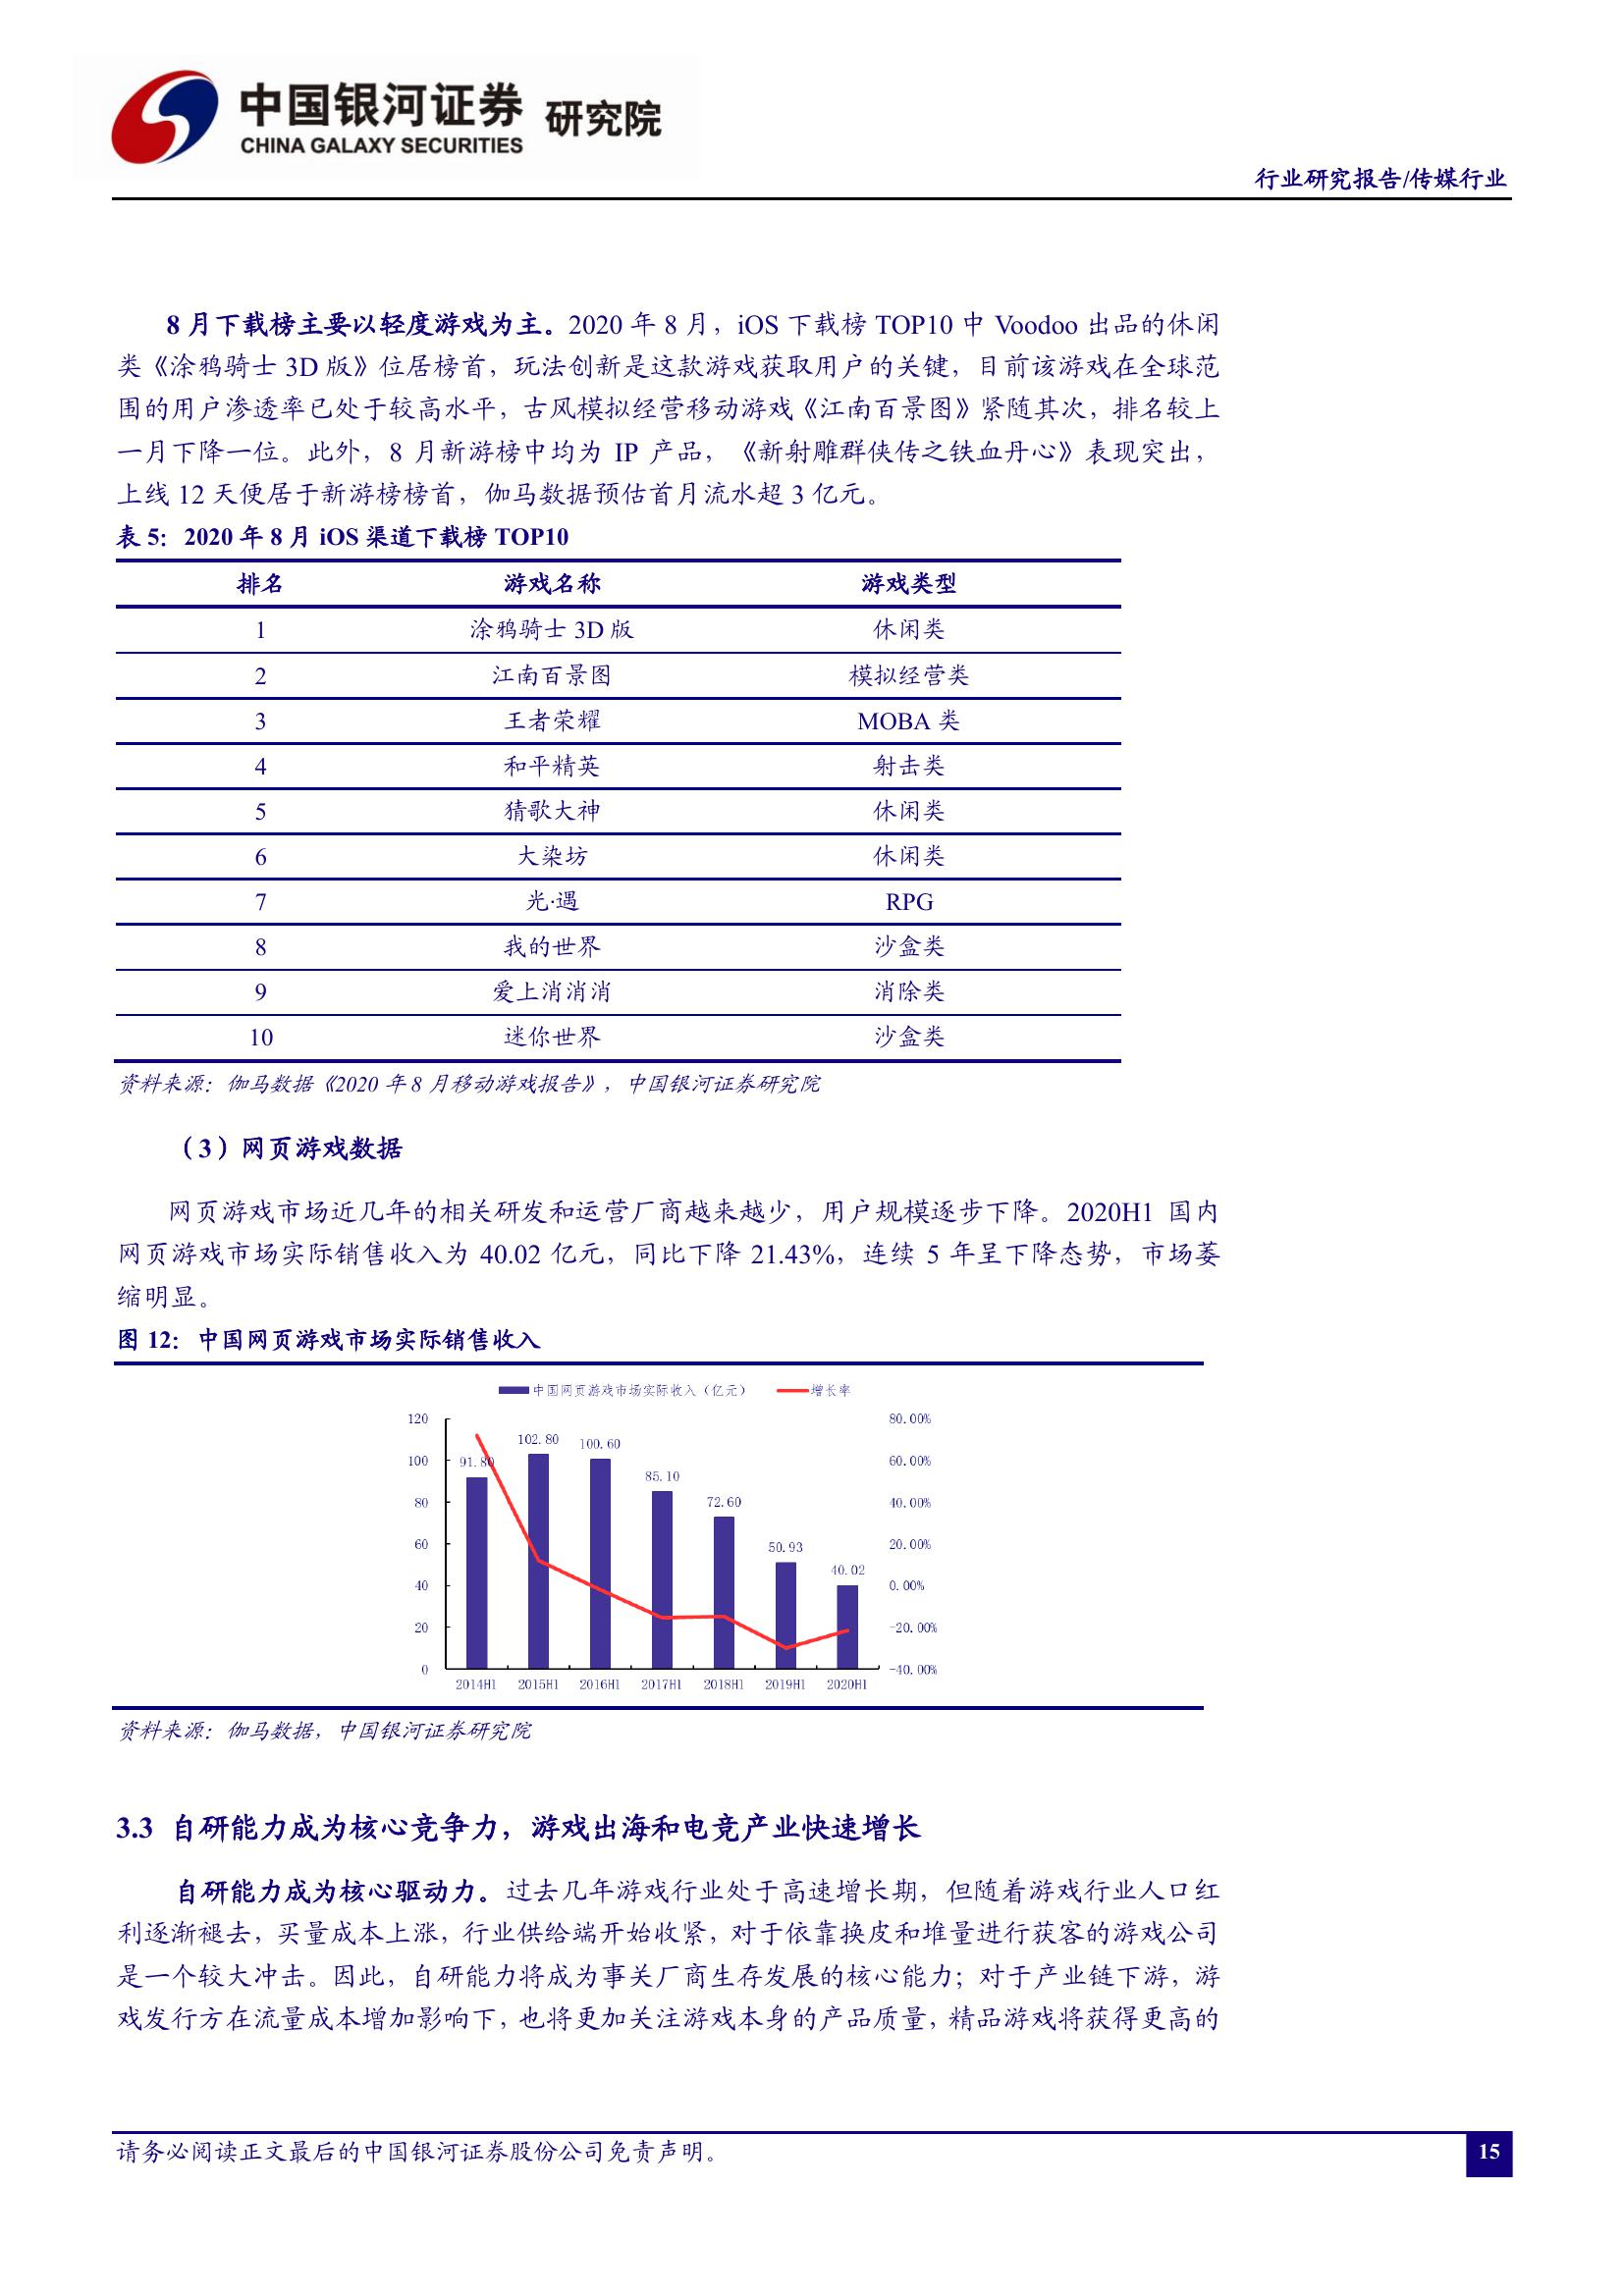 中国银河证券 研究院
CHINA GALAXY SECURITIES
行业研究报告/传媒行业
8 月下载榜主要以轻度游戏为主。2020 年 8 月，iOS 下载榜 TOP10 中 Voodoo 出品的休闲
类《涂鸦骑士 3D 版》位居榜首，玩法创新是这款游戏获取用户的关键，目前该游戏在全球范
围的用户渗透率已处于较高水平，古风模拟经营移动游戏《江南百景图》紧随其次，排名较上
一月下降一位。此外，8 月新游榜中均为 IP 产品，《新射雕群侠传之铁血丹心》表现突出，
上线 12 天便居于新游榜榜首，伽马数据预估首月流水超 3 亿元。
表 5：2020 年 8 月 iOS 渠道下载榜 TOP10
排名 游戏名称 游戏类型
1 涂鸦骑士 3D 版 休闲类
2 江南百景图 模拟经营类
3 王者荣耀 MOBA 类
4 和平精英 射击类
5 猜歌大神 休闲类
6 大染坊 休闲类
7 光·遇 RPG
8 我的世界 沙盒类
9 爱上消消消 消除类
10 迷你世界 沙盒类
资料来源：伽马数据《2020 年 8 月移动游戏报告》，中国银河证券研究院
（3）网页游戏数据
网页游戏市场近几年的相关研发和运营厂商越来越少，用户规模逐步下降。2020H1 国内
网页游戏市场实际销售收入为 40.02 亿元，同比下降 21.43%，连续 5 年呈下降态势，市场萎
缩明显。
图 12：中国网页游戏市场实际销售收入
中国网页游戏市场实际收入（亿元） 增长率
120 80.00%
102.80 100.60
100 91.80 60.00%
85.10
80 72.60 40.00%
60 50.93 20.00%
40.02
40 0.00%
20 -20.00%
0 -40.00%
2014H1 2015H1 2016H1 2017H1 2018H1 2019H1 2020H1
资料来源：伽马数据，中国银河证券研究院
3.3 自研能力成为核心竞争力，游戏出海和电竞产业快速增长
自研能力成为核心驱动力。过去几年游戏行业处于高速增长期，但随着游戏行业人口红
利逐渐褪去，买量成本上涨，行业供给端开始收紧，对于依靠换皮和堆量进行获客的游戏公司
是一个较大冲击。因此，自研能力将成为事关厂商生存发展的核心能力；对于产业链下游，游
戏发行方在流量成本增加影响下，也将更加关注游戏本身的产品质量，精品游戏将获得更高的
请务必阅读正文最后的中国银河证券股份公司免责声明。
15